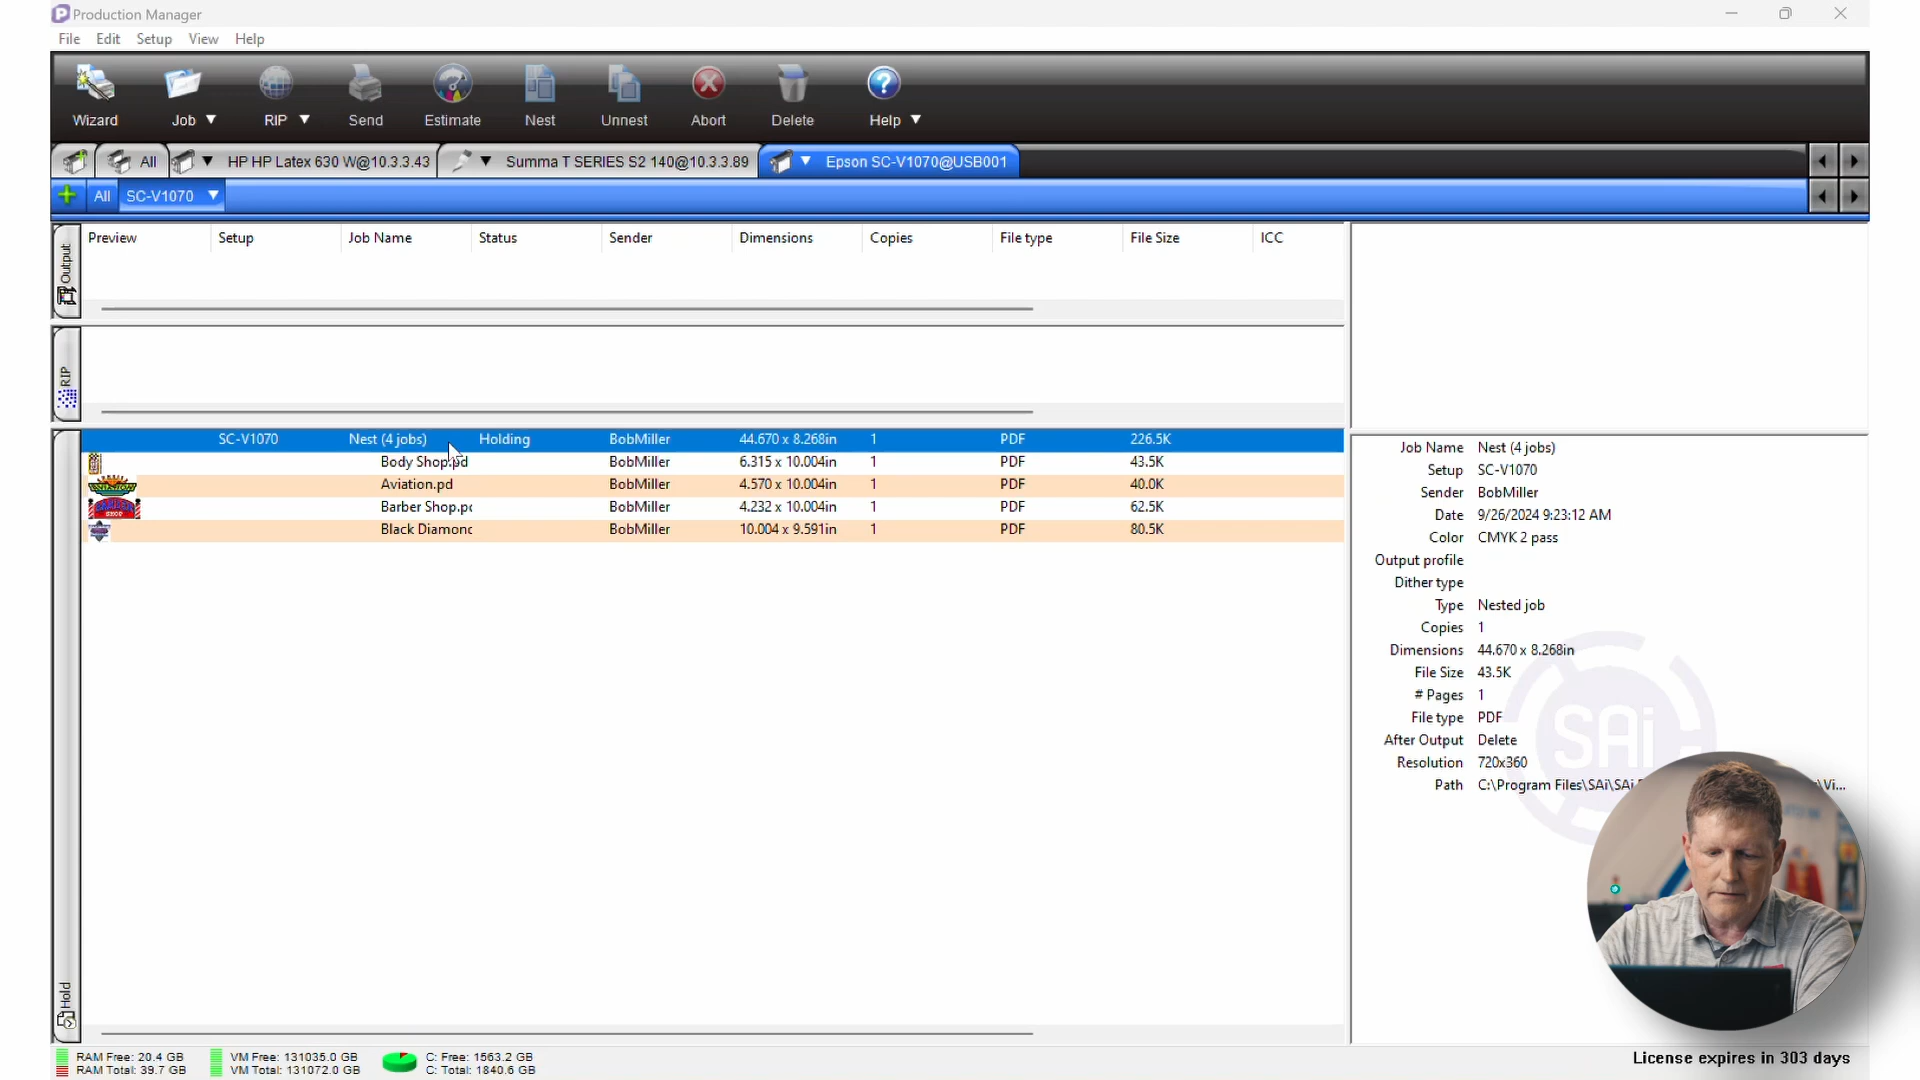 Production Manager
File Edit Setup View Help
Wizard Job RIP Send Estimate Nest Unnest Abort Delete Help
All HP HP Latex 630 W@10.3.3.43 Summa T SERIES S2 140@10.3.3.89 Epson SC-V1070@USB001
All SC-V1070
Output
Preview Setup Job Name Status Sender Dimensions Copies File type File Size ICC
RIP
Hold
SC-V1070 Nest (4 jobs) Holding BobMiller 44.670 x 8.268in 1 PDF 226.5K
Body Shop.pd BobMiller 6.315 x 10.004in 1 PDF 43.5K
Aviation.pd BobMiller 4.570 x 10.004in 1 PDF 40.0K
Barber Shop.pc BobMiller 4.232 x 10.004in 1 PDF 62.5K
Black Diamonc BobMiller 10.004 x 9.591in 1 PDF 80.5K
Job Name Nest (4 jobs)
Setup SC-V1070
Sender BobMiller
Date 9/26/2024 9:23:12 AM
Color CMYK 2 pass
Output profile
Dither type
Type Nested job
Copies 1
Dimensions 44.670 x 8.268in
File Size 43.5K
# Pages 1
File type PDF
After Output Delete
Resolution 720x360
Path C:\Program Files\SAi\SAi \Vi...
SAi
RAM Free: 20.4 GB
RAM Total: 39.7 GB
VM Free: 131035.0 GB
VM Total: 131072.0 GB
C: Free: 1563.2 GB
C: Total: 1840.6 GB
License expires in 303 days